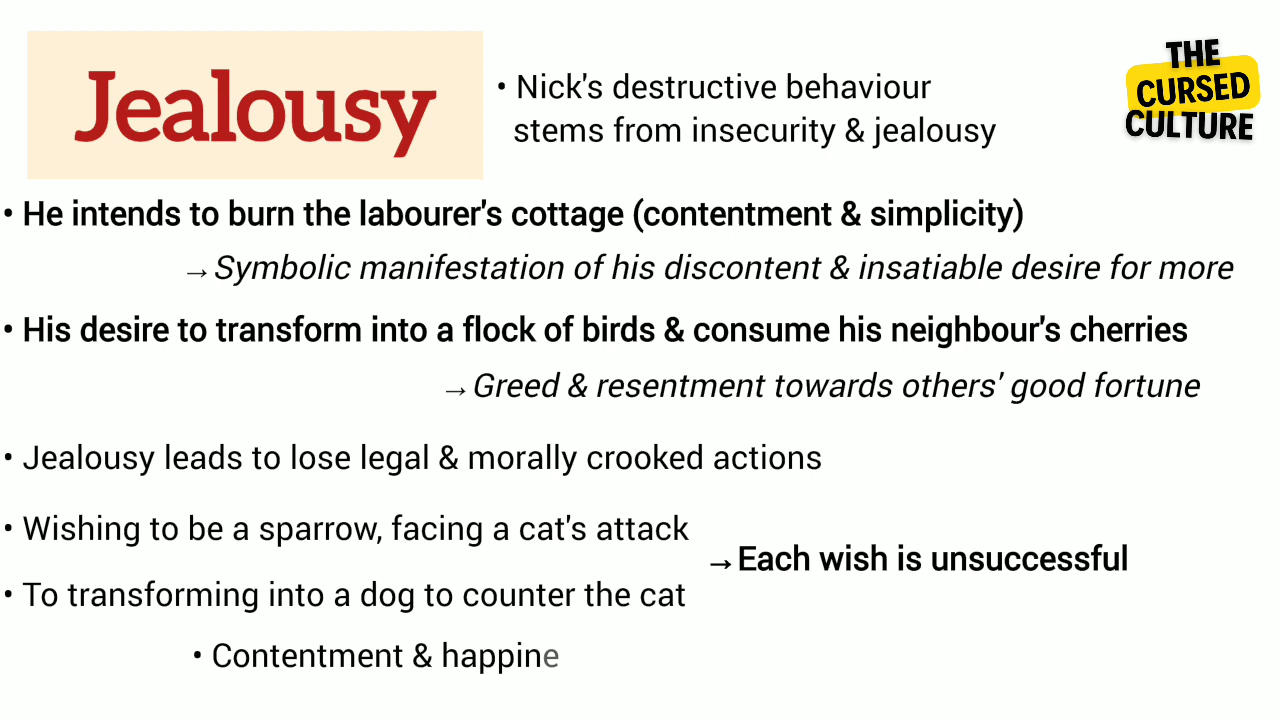 Jealousy
• Nick's destructive behaviour
stems from insecurity & jealousy
THE
CURSED
CULTURE
• He intends to burn the labourer's cottage (contentment & simplicity)
→Symbolic manifestation of his discontent & insatiable desire for more
• His desire to transform into a flock of birds & consume his neighbour's cherries
→Greed & resentment towards others' good fortune
• Jealousy leads to lose legal & morally crooked actions
• Wishing to be a sparrow, facing a cat's attack
→Each wish is unsuccessful
• To transforming into a dog to counter the cat
• Contentment & happine